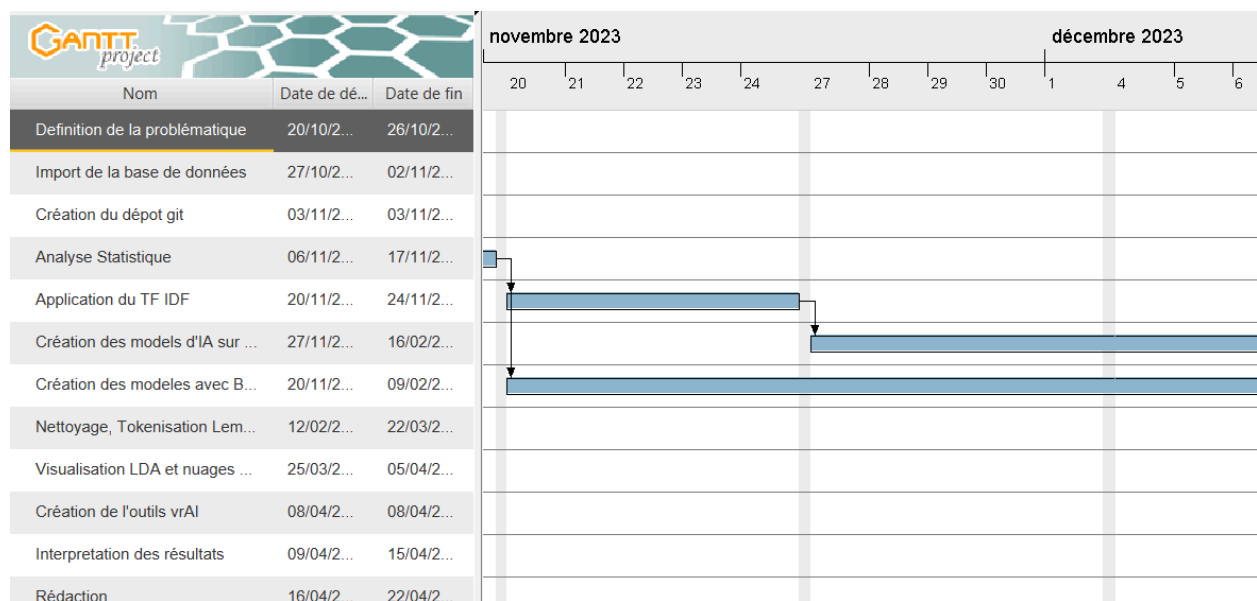 GANTT
project
novembre 2023 décembre 2023
20 21 22 23 24 27 28 29 30 1 4 5 6
Nom Date de dé... Date de fin
Definition de la problématique 20/10/2... 26/10/2...
Import de la base de données 27/10/2... 02/11/2...
Création du dépot git 03/11/2... 03/11/2...
Analyse Statistique 06/11/2... 17/11/2...
Application du TF IDF 20/11/2... 24/11/2...
Création des models d'IA sur ... 27/11/2... 16/02/2...
Création des modeles avec B... 20/11/2... 09/02/2...
Nettoyage, Tokenisation Lem... 12/02/2... 22/03/2...
Visualisation LDA et nuages ... 25/03/2... 05/04/2...
Création de l'outils vrAI 08/04/2... 08/04/2...
Interpretation des résultats 09/04/2... 15/04/2...
Rédaction 16/04/2... 22/04/2...